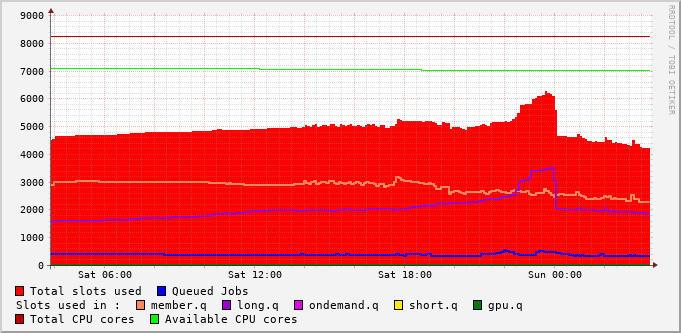 RRDTOOL / TOBI OETIKER
9000
8000
7000
6000
5000
4000
3000
2000
1000
0
Sat 06:00 Sat 12:00 Sat 18:00 Sun 00:00
Total slots used Queued Jobs
Slots used in : member.q long.q ondemand.q short.q gpu.q
Total CPU cores Available CPU cores